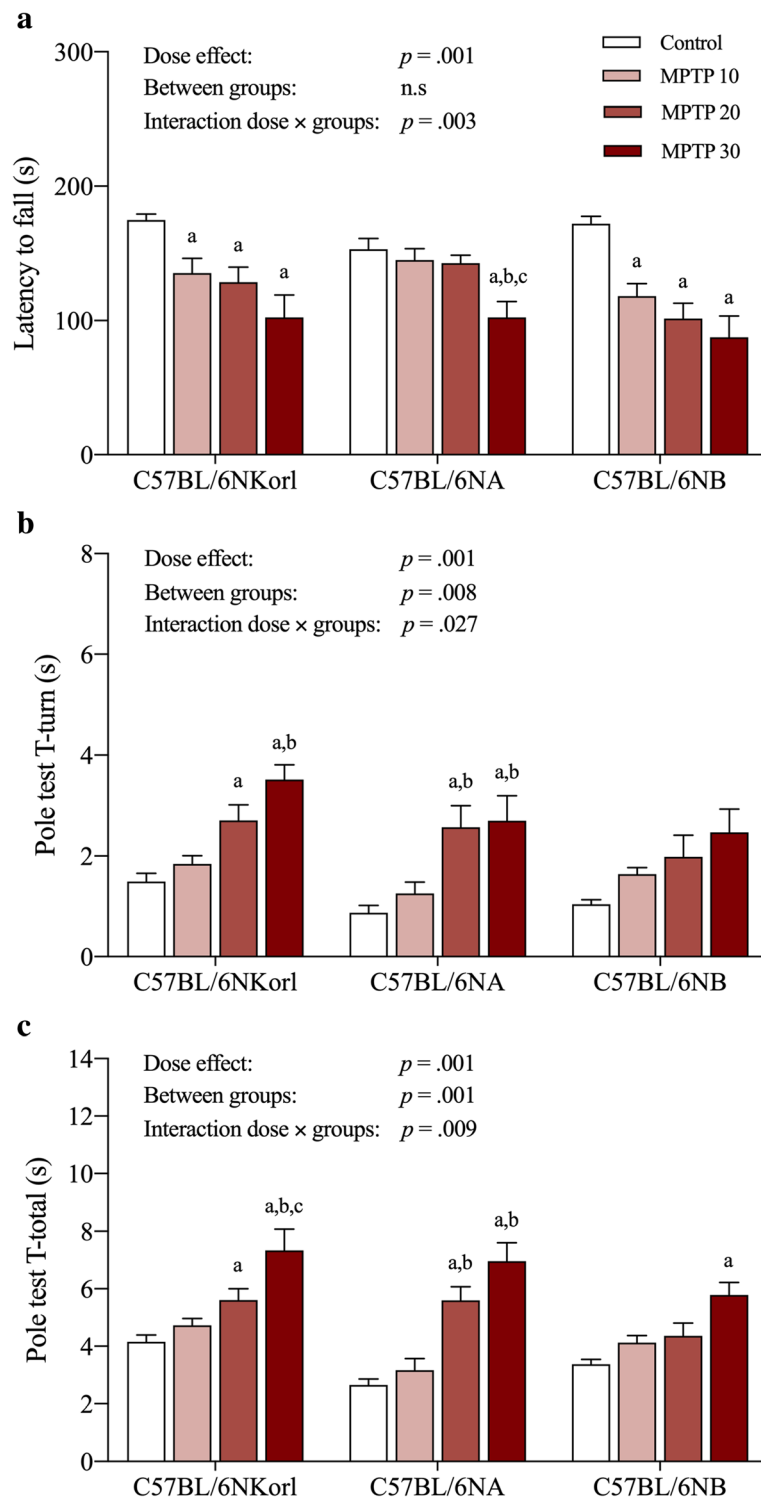 a
Dose effect: p = .001
Between groups: n.s
Interaction dose × groups: p = .003
Control
MPTP 10
MPTP 20
MPTP 30
Latency to fall (s)
300
200
100
0
a
a
a
a,b,c
a
a
a
C57BL/6NKorl
C57BL/6NA
C57BL/6NB
b
Dose effect: p = .001
Between groups: p = .008
Interaction dose × groups: p = .027
Pole test T-turn (s)
8
6
4
2
0
a
a,b
a,b
a,b
C57BL/6NKorl
C57BL/6NA
C57BL/6NB
c
Dose effect: p = .001
Between groups: p = .001
Interaction dose × groups: p = .009
Pole test T-total (s)
14
12
10
8
6
4
2
0
a
a,b,c
a,b
a,b
a
C57BL/6NKorl
C57BL/6NA
C57BL/6NB